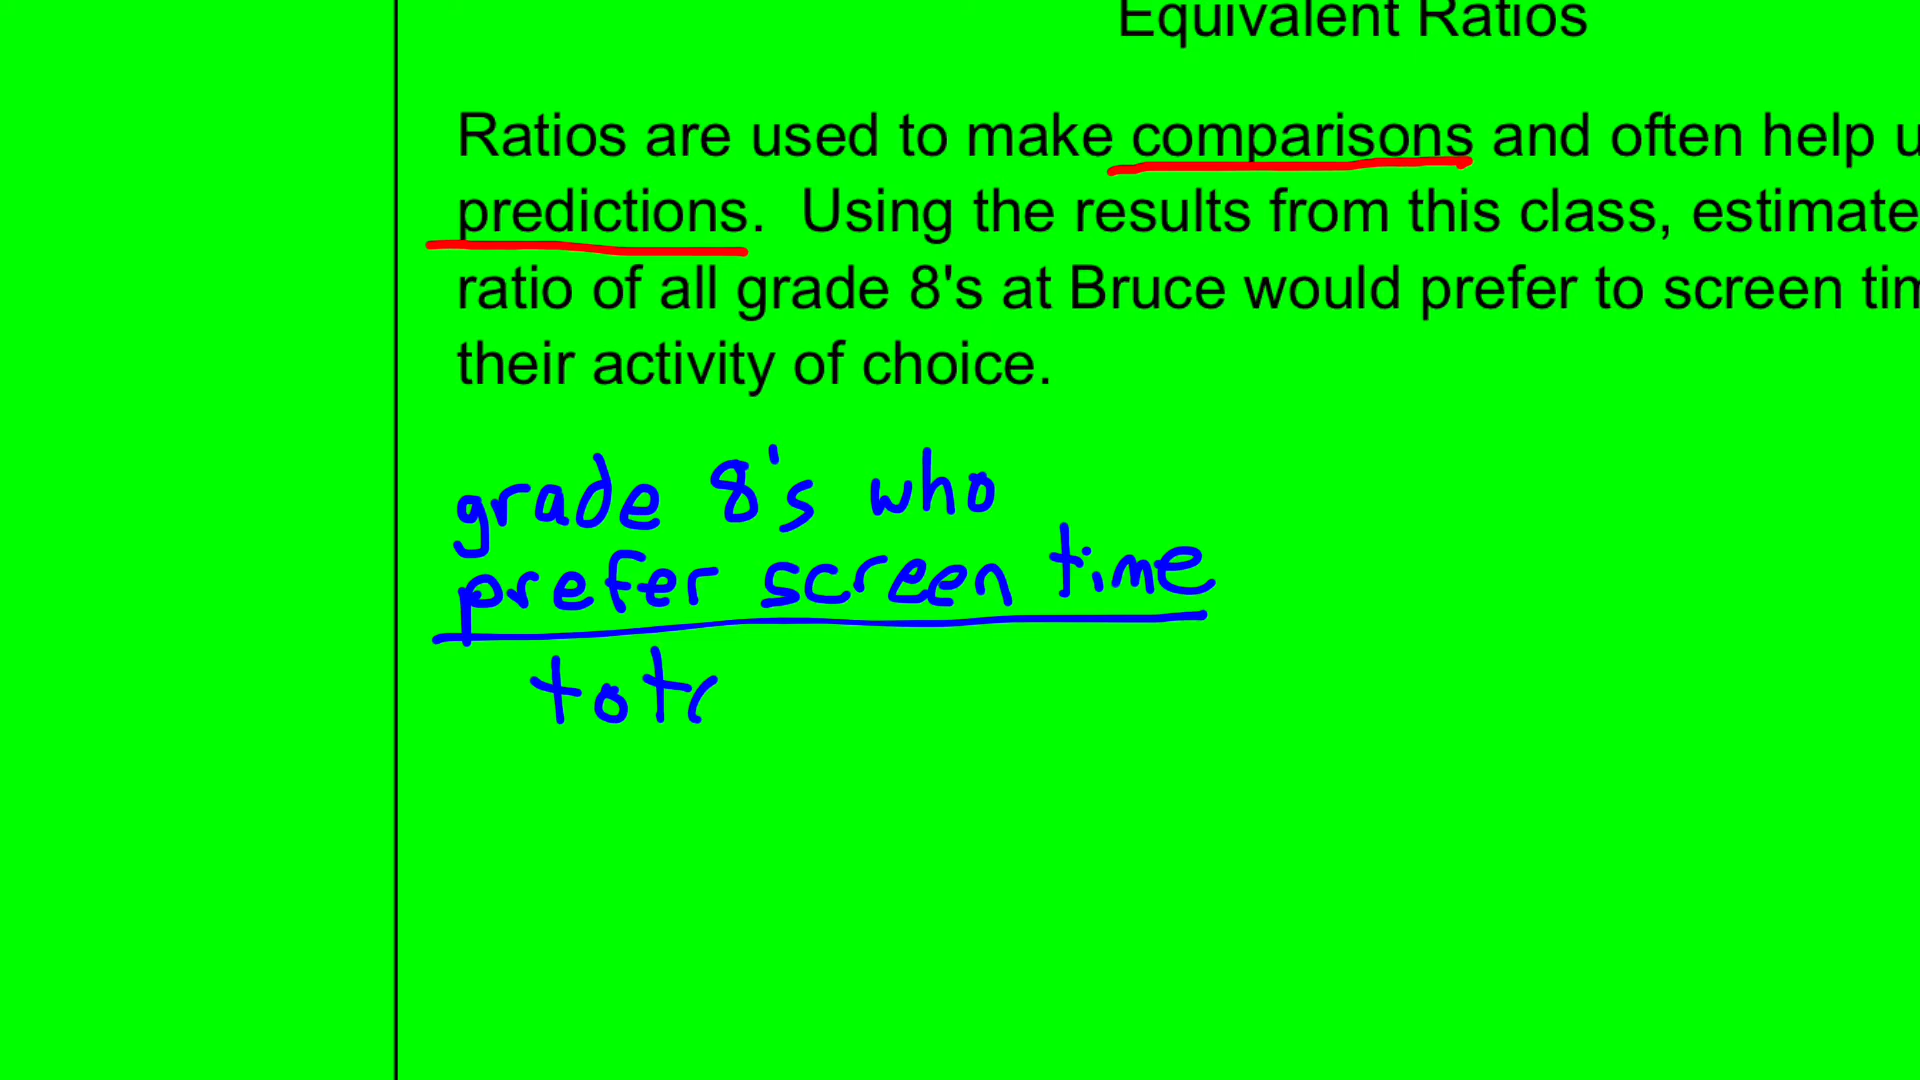 Equivalent Ratios
Ratios are used to make comparisons and often help u
predictions. Using the results from this class, estimate
ratio of all grade 8's at Bruce would prefer to screen tim
their activity of choice.
grade 8's who
prefer screen time
tot